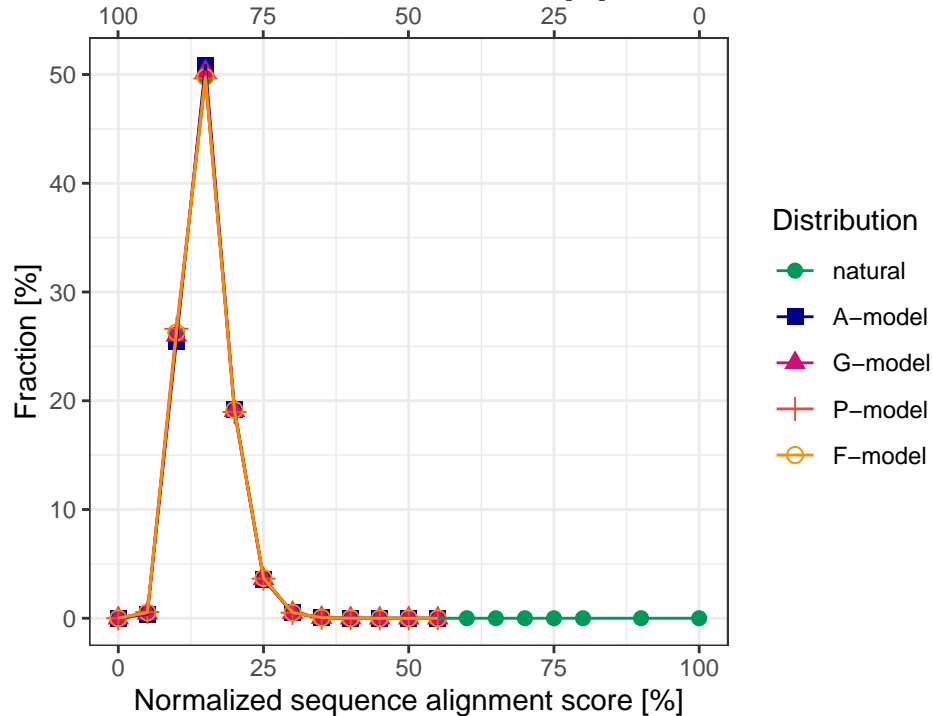 100 75 50 25 0
50
40
30
20
10
0
Fraction [%]
0 25 50 75 100
Normalized sequence alignment score [%]
Distribution
natural
A−model
G−model
P−model
F−model